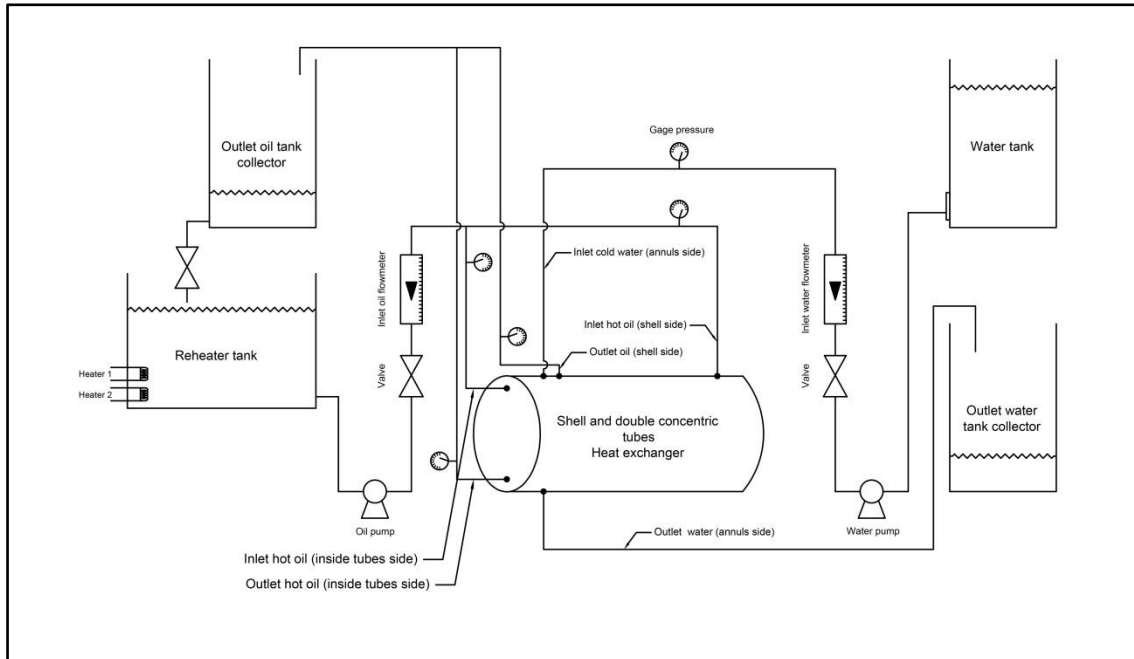 Outlet oil tank
collector
Gage pressure
Water tank
Inlet cold water (annuls side)
Inlet oil flowmeter
Inlet water flowmeter
Inlet hot oil (shell side)
Outlet oil (shell side)
Reheater tank
Heater 1
Heater 2
Valve
Valve
Shell and double concentric
tubes
Heat exchanger
Outlet water
tank collector
Oil pump
Water pump
Outlet water (annuls side)
Inlet hot oil (inside tubes side)
Outlet hot oil (inside tubes side)